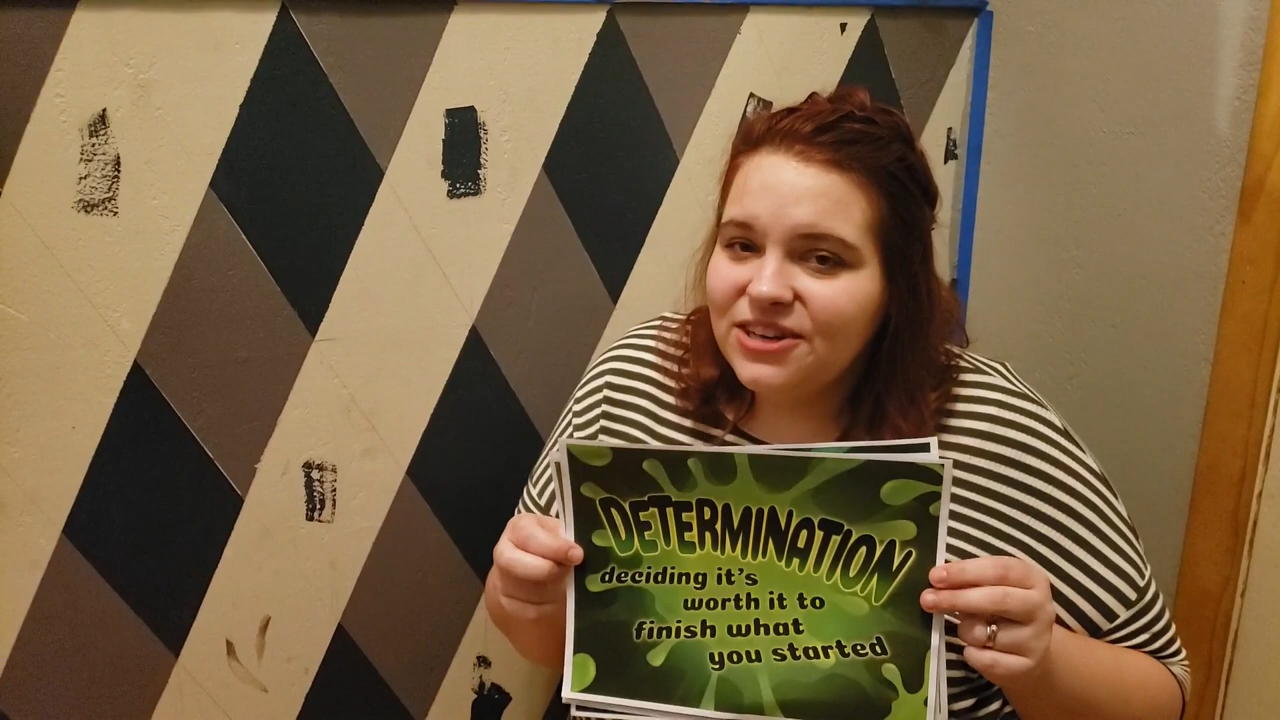 DETERMINATION
deciding it's
worth it to
finish what
you started